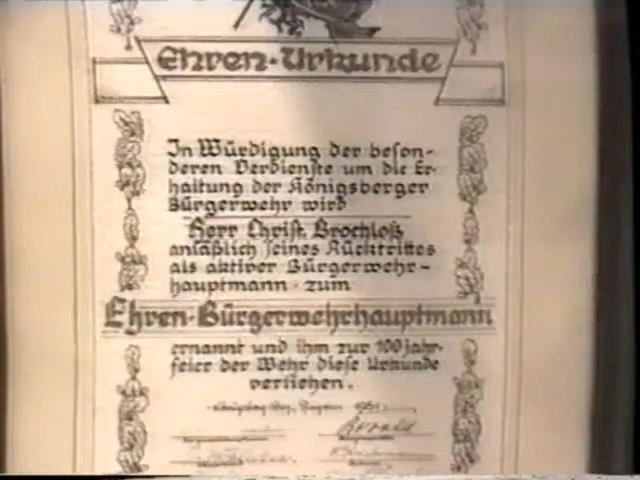 Ehren-Urkunde
In Würdigung der beson-
deren Verdienste um die Er-
haltung der Königsberger
Bürgerwehr wird
Herr Christ. Brochloß
anläßlich seines Rücktrittes
als aktiver Bürgerwehr-
hauptmann zum
Ehren-Bürgerwehrhauptmann
ernannt und ihm zur 100 jahr-
feier der Wehr diese Urkunde
verliehen.